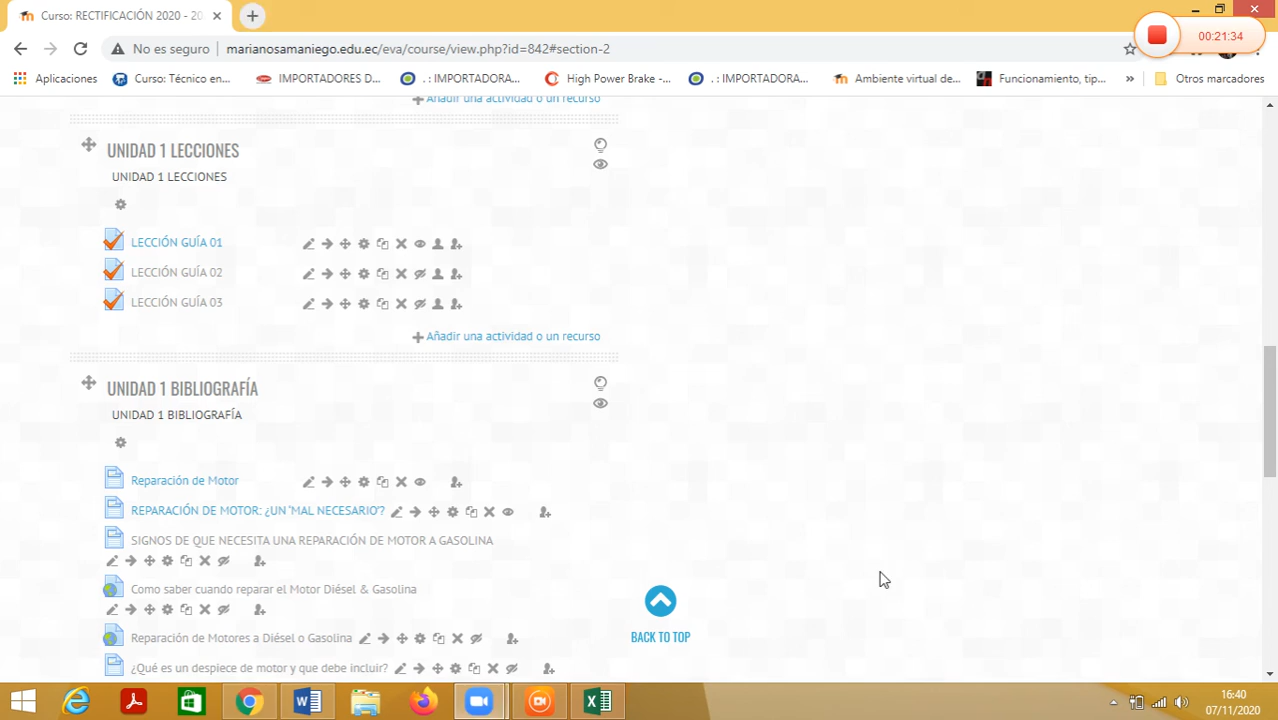 Curso: RECTIFICACIÓN 2020 - 20
00:21:34
No es seguro
marianosamaniego.edu.ec/eva/course/view.php?id=842#section-2
Aplicaciones
Curso: Técnico en...
IMPORTADORES D...
. : IMPORTADORA...
High Power Brake -...
. : IMPORTADORA...
Ambiente virtual de...
Funcionamiento, tip...
»
Otros marcadores
Añadir una actividad o un recurso
UNIDAD 1 LECCIONES
UNIDAD 1 LECCIONES
LECCIÓN GUÍA 01
LECCIÓN GUÍA 02
LECCIÓN GUÍA 03
Añadir una actividad o un recurso
UNIDAD 1 BIBLIOGRAFÍA
UNIDAD 1 BIBLIOGRAFÍA
Reparación de Motor
REPARACIÓN DE MOTOR: ¿UN 'MAL NECESARIO'?
SIGNOS DE QUE NECESITA UNA REPARACIÓN DE MOTOR A GASOLINA
Como saber cuando reparar el Motor Diésel & Gasolina
Reparación de Motores a Diésel o Gasolina
BACK TO TOP
¿Qué es un despiece de motor y que debe incluir?
16:40
07/11/2020